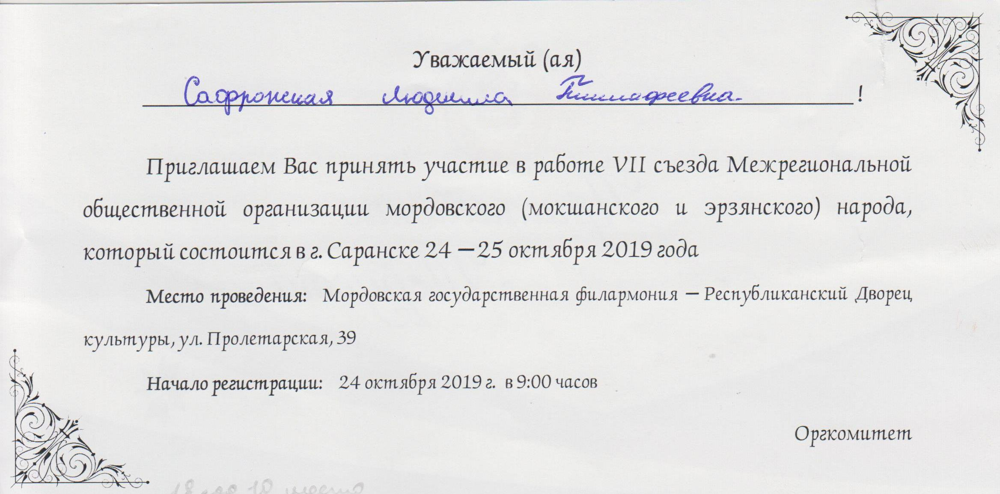 Уважаемый (ая)
Сафронская Людмила Тимофеевна !
Приглашаем Вас принять участие в работе VII съезда Межрегиональной
общественной организации мордовского (мокшанского и эрзянского) народа,
который состоится в г. Саранске 24 – 25 октября 2019 года
Место проведения: Мордовская государственная филармония – Республиканский Дворец
культуры, ул. Пролетарская, 39
Начало регистрации: 24 октября 2019 г. в 9:00 часов
Оргкомитет
10 место